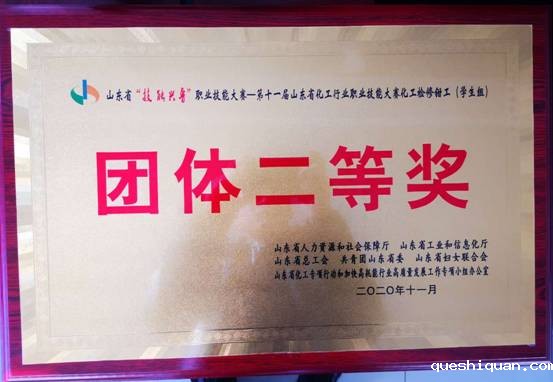 山东省“技能兴鲁”职业技能大赛—第十一届山东省化工行业职业技能大赛化工检修钳工（学生组）
团体二等奖
山东省人力资源和社会保障厅 山东省工业和信息化厅
山东省总工会 共青团山东省委 山东省妇女联合会
山东省化工专项行动和加快高耗能行业高质量发展工作专项小组办公室
二〇二〇年十一月
queshiquan.com